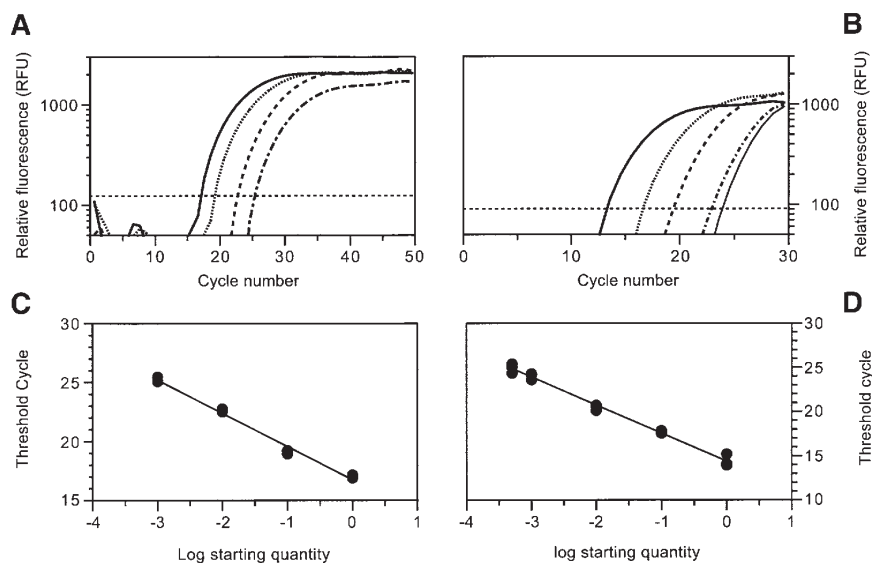 A
B
Relative fluorescence (RFU)
1000
100
0
10
20
30
40
50
Cycle number
0
10
20
30
Cycle number
1000
100
Relative fluorescence (RFU)
C
D
Threshold Cycle
30
25
20
15
-4
-3
-2
-1
0
1
Log starting quantity
-4
-3
-2
-1
0
1
log starting quantity
30
25
20
15
10
Threshold cycle